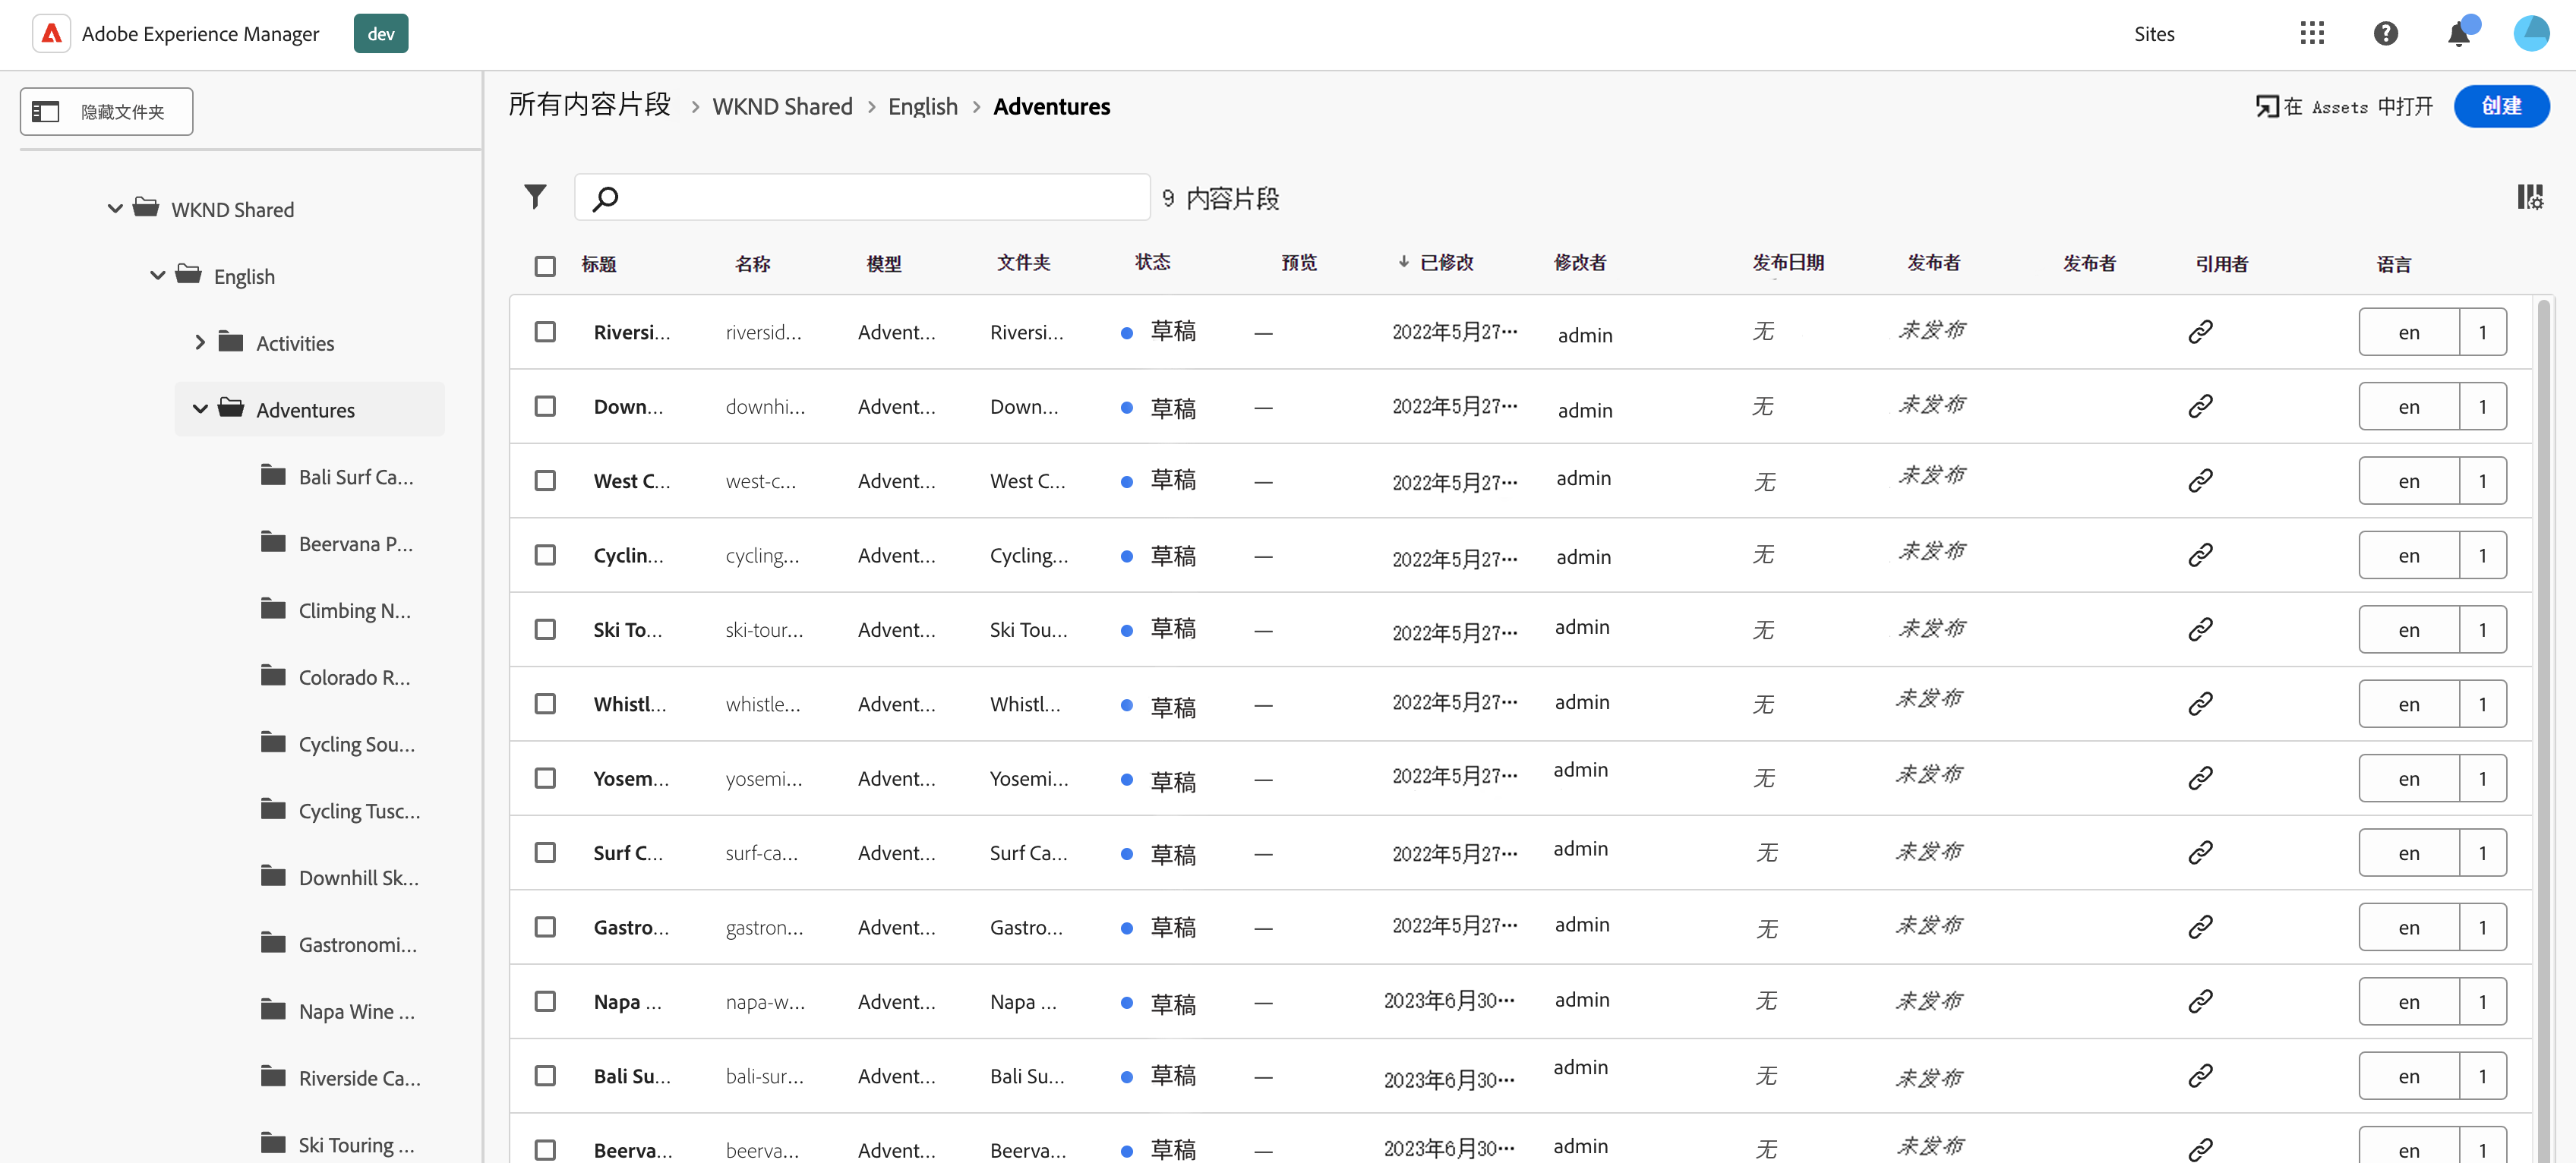 Adobe Experience Manager dev Sites
隐藏文件夹
所有内容片段 > WKND Shared > English > Adventures
在 Assets 中打开 创建
WKND Shared
English
Activities
Adventures
Bali Surf Ca...
Beervana P...
Climbing N...
Colorado R...
Cycling Sou...
Cycling Tusc...
Downhill Sk...
Gastronomi...
Napa Wine ...
Riverside Ca...
Ski Touring ...
9 内容片段
标题 名称 模型 文件夹 状态 预览 ↓ 已修改 修改者 发布日期 发布者 发布者 引用者 语言
Riversi... riversid... Advent... Riversi... 草稿 — 2022年5月27... admin 无 未发布 en 1
Down... downhi... Advent... Down... 草稿 — 2022年5月27... admin 无 未发布 en 1
West C... west-c... Advent... West C... 草稿 — 2022年5月27... admin 无 未发布 en 1
Cyclin... cycling... Advent... Cycling... 草稿 — 2022年5月27... admin 无 未发布 en 1
Ski To... ski-tour... Advent... Ski Tou... 草稿 — 2022年5月27... admin 无 未发布 en 1
Whistl... whistle... Advent... Whistl... 草稿 — 2022年5月27... admin 无 未发布 en 1
Yosem... yosemi... Advent... Yosemi... 草稿 — 2022年5月27... admin 无 未发布 en 1
Surf C... surf-ca... Advent... Surf Ca... 草稿 — 2022年5月27... admin 无 未发布 en 1
Gastro... gastron... Advent... Gastro... 草稿 — 2022年5月27... admin 无 未发布 en 1
Napa ... napa-w... Advent... Napa ... 草稿 — 2023年6月30... admin 无 未发布 en 1
Bali Su... bali-sur... Advent... Bali Su... 草稿 — 2023年6月30... admin 无 未发布 en 1
Beerva... beerva... Advent... Beerva... 草稿 — 2023年6月30... admin 无 未发布 en 1